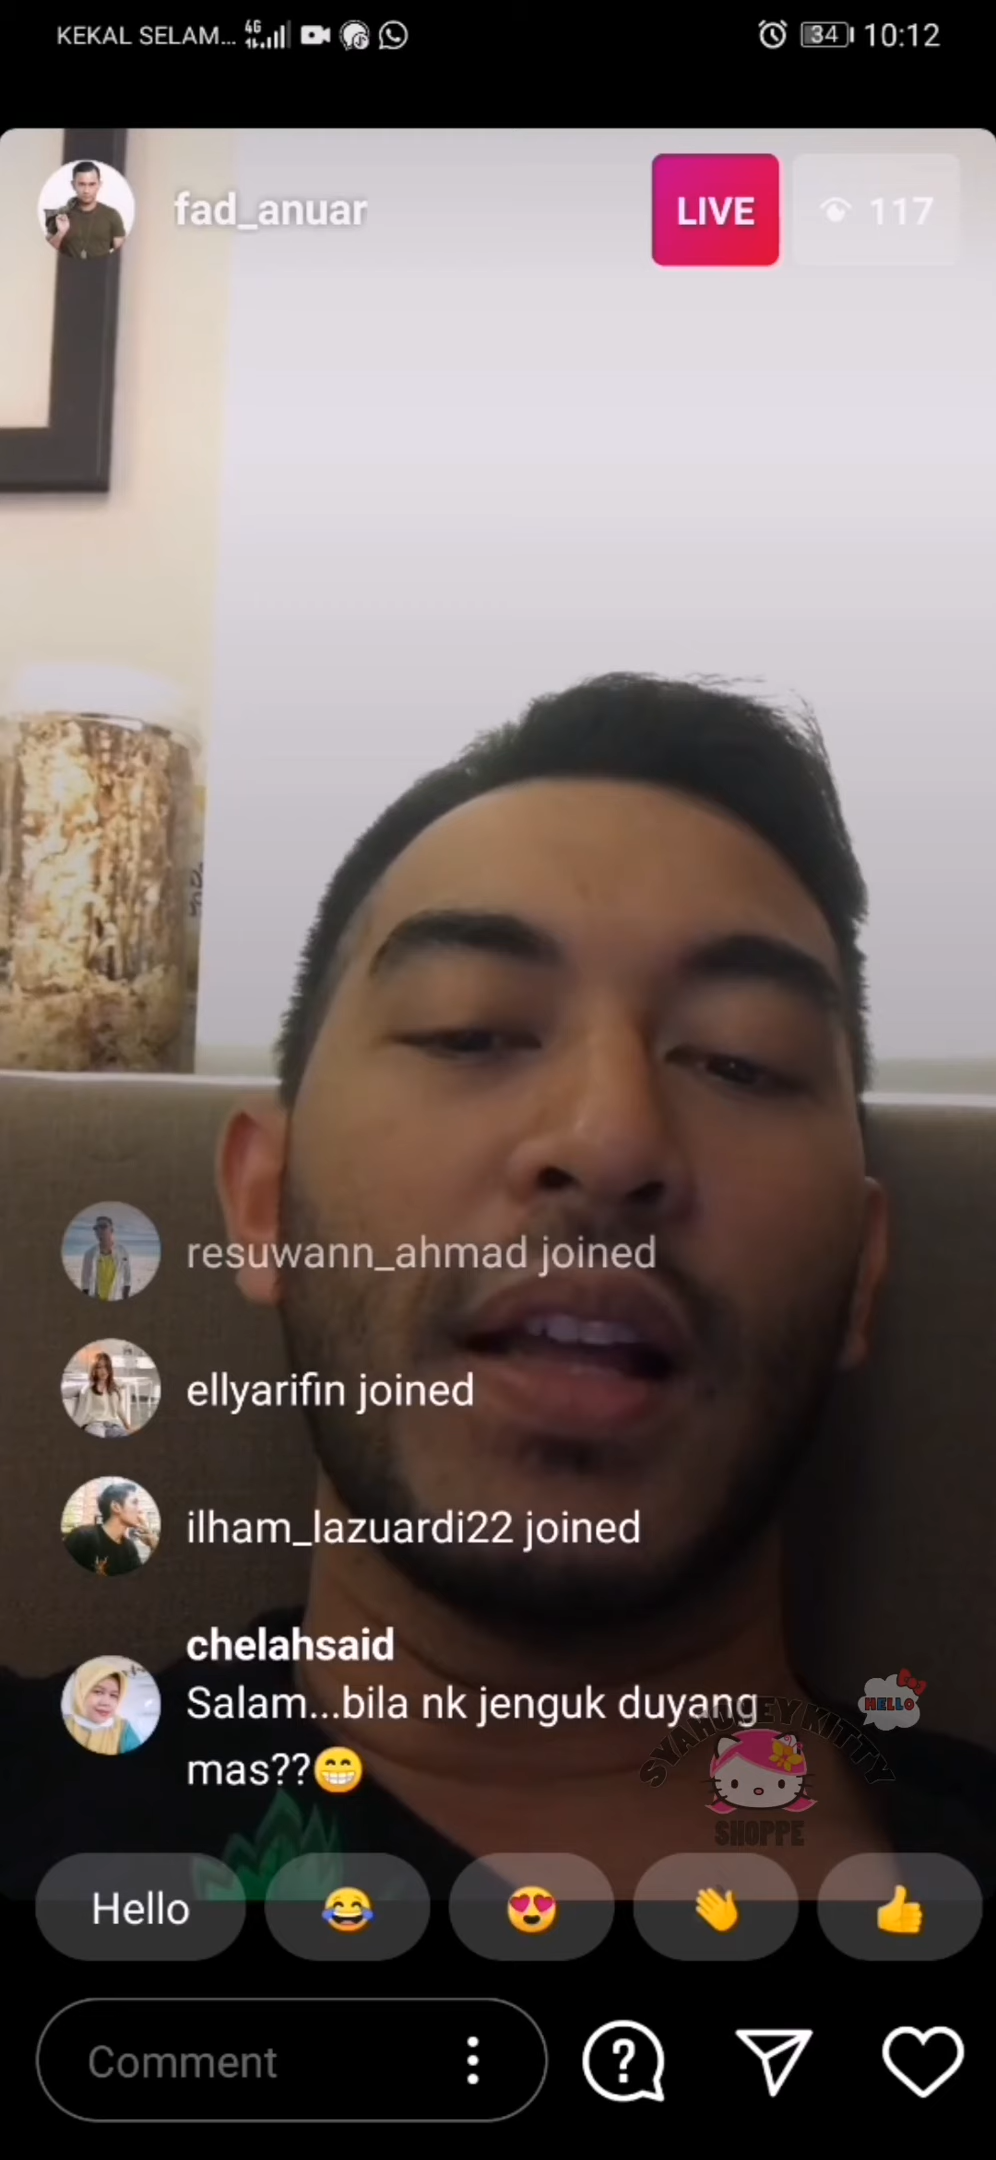 KEKAL SELAM... 4G 34 10:12
fad_anuar LIVE 117
resuwann_ahmad joined
ellyarifin joined
ilham_lazuardi22 joined
chelahsaid
Salam...bila nk jenguk duyang
mas??😁
HELLO
SYAHUEYKITTY
SHOPPE
Hello 😂 😍 👋 👍
Comment